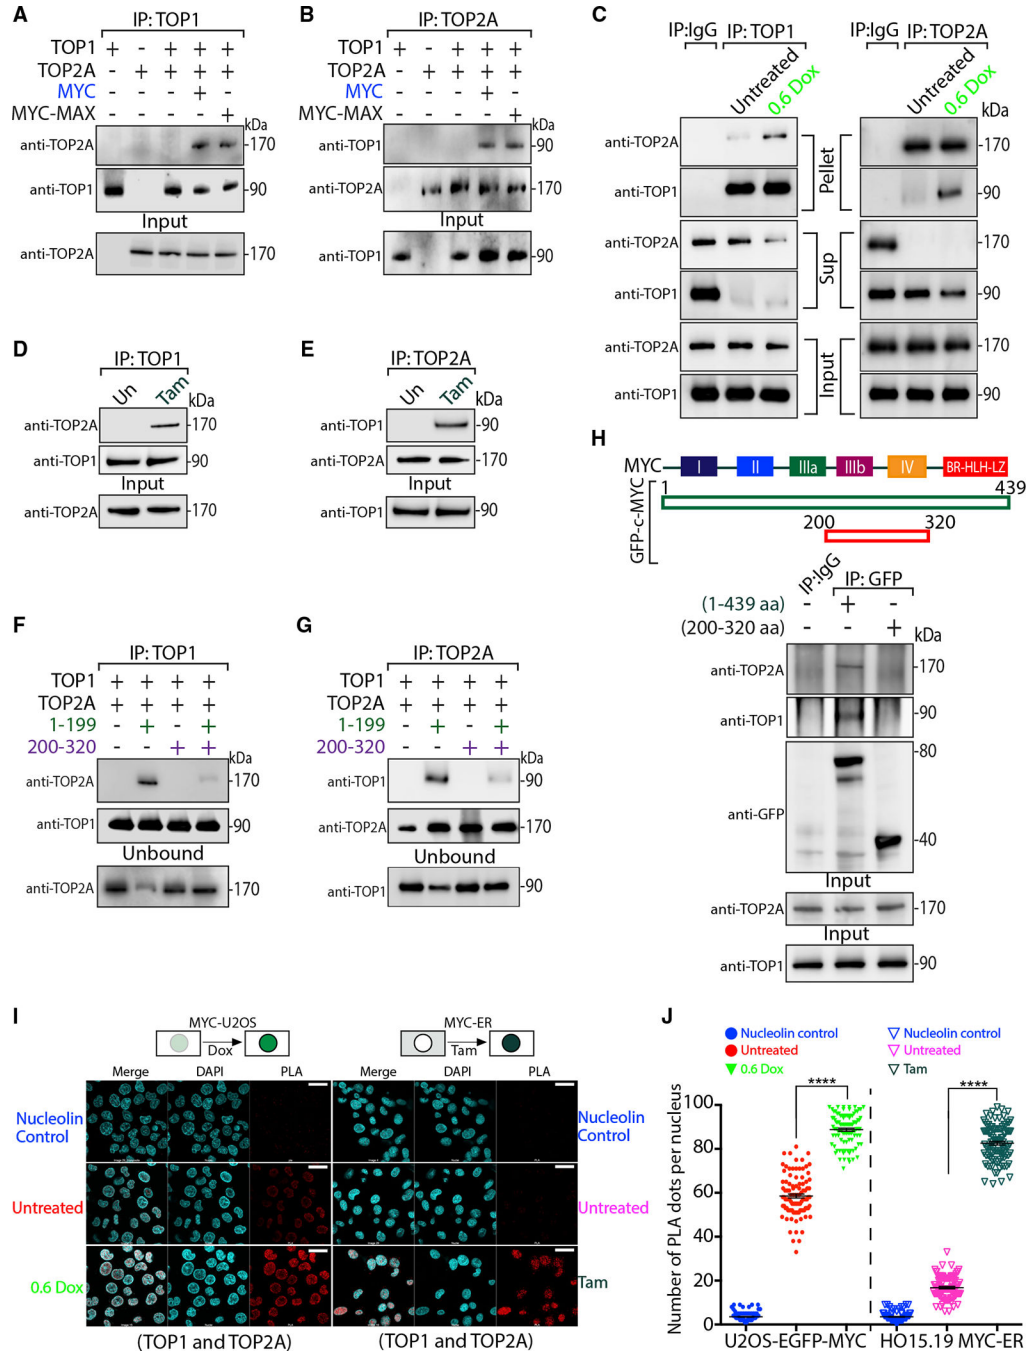 A
IP: TOP1
TOP1 + - + + +
TOP2A - + + + +
MYC - - - + -
MYC-MAX - - - - +
kDa
anti-TOP2A -170
anti-TOP1 -90
Input
anti-TOP2A -170
B
IP: TOP2A
TOP1 + - + + +
TOP2A - + + + +
MYC - - - + -
MYC-MAX - - - - +
kDa
anti-TOP1 -90
anti-TOP2A -170
Input
anti-TOP1 -90
C
IP:IgG IP: TOP1 IP:IgG IP: TOP2A
Untreated 0.6 Dox Untreated 0.6 Dox
kDa
anti-TOP2A -170
Pellet
anti-TOP1 -90
anti-TOP2A -170
Sup
anti-TOP1 -90
anti-TOP2A -170
Input
anti-TOP1 -90
D
IP: TOP1
Un Tam
kDa
anti-TOP2A -170
anti-TOP1 -90
Input
anti-TOP2A -170
E
IP: TOP2A
Un Tam
kDa
anti-TOP1 -90
anti-TOP2A -170
Input
anti-TOP1 -90
F
IP: TOP1
TOP1 + + + +
TOP2A + + + +
1-199 - + - +
200-320 - - + +
kDa
anti-TOP2A -170
anti-TOP1 90
Unbound
anti-TOP2A -170
G
IP: TOP2A
TOP1 + + + +
TOP2A + + + +
1-199 - + - +
200-320 - - + +
kDa
anti-TOP1 -90
anti-TOP2A -170
Unbound
anti-TOP1 -90
H
MYC I II IIIa IIIb IV BR-HLH-LZ
1 439
GFP-c-MYC
200 320
IP:IgG IP: GFP
(1-439 aa) - + -
(200-320 aa) - - +
kDa
anti-TOP2A -170
anti-TOP1 -90
-80
anti-GFP
-40
Input
anti-TOP2A -170
Input
anti-TOP1 -90
I
MYC-U2OS MYC-ER
Dox Tam
Merge DAPI PLA Merge DAPI PLA
Nucleolin Control Nucleolin Control
Untreated Untreated
0.6 Dox Tam
(TOP1 and TOP2A) (TOP1 and TOP2A)
J
Nucleolin control Nucleolin control
Untreated Untreated
0.6 Dox Tam
**** ****
Number of PLA dots per nucleus
100
80
60
40
20
0
U2OS-EGFP-MYC HO15.19 MYC-ER